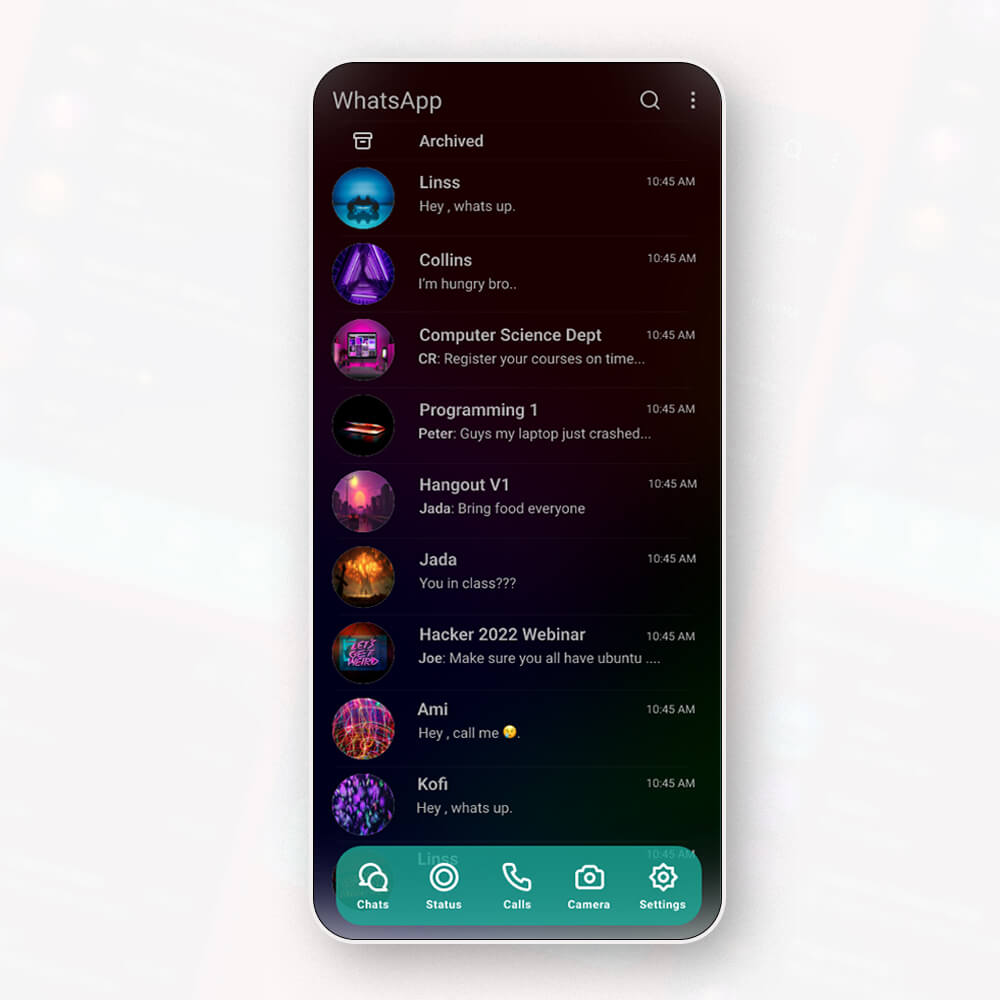 WhatsApp
Archived
Linss 10:45 AM
Hey , whats up.
Collins 10:45 AM
I'm hungry bro..
Computer Science Dept 10:45 AM
CR: Register your courses on time...
Programming 1 10:45 AM
Peter: Guys my laptop just crashed...
Hangout V1 10:45 AM
Jada: Bring food everyone
Jada 10:45 AM
You in class???
LET'S
GET
WEIRD
Hacker 2022 Webinar 10:45 AM
Joe: Make sure you all have ubuntu ....
Ami 10:45 AM
Hey , call me 😢.
Kofi 10:45 AM
Hey , whats up.
Linss 10:45 AM
Chats Status Calls Camera Settings